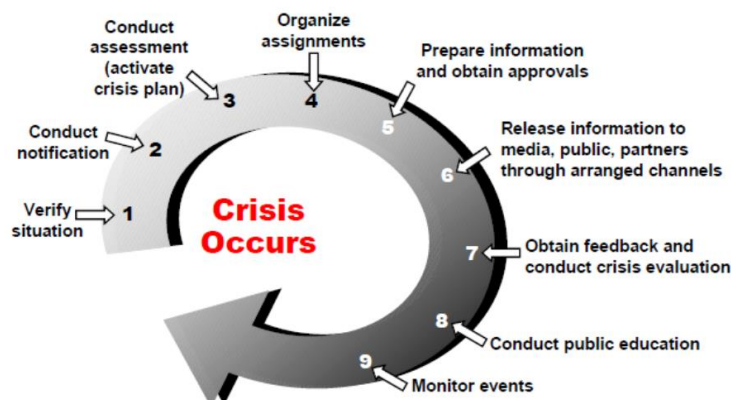 Crisis
Occurs
1
Verify
situation
2
Conduct
notification
3
Conduct
assessment
(activate
crisis plan)
4
Organize
assignments
5
Prepare information
and obtain approvals
6
Release information to
media, public, partners
through arranged channels
7
Obtain feedback and
conduct crisis evaluation
8
Conduct public education
9
Monitor events